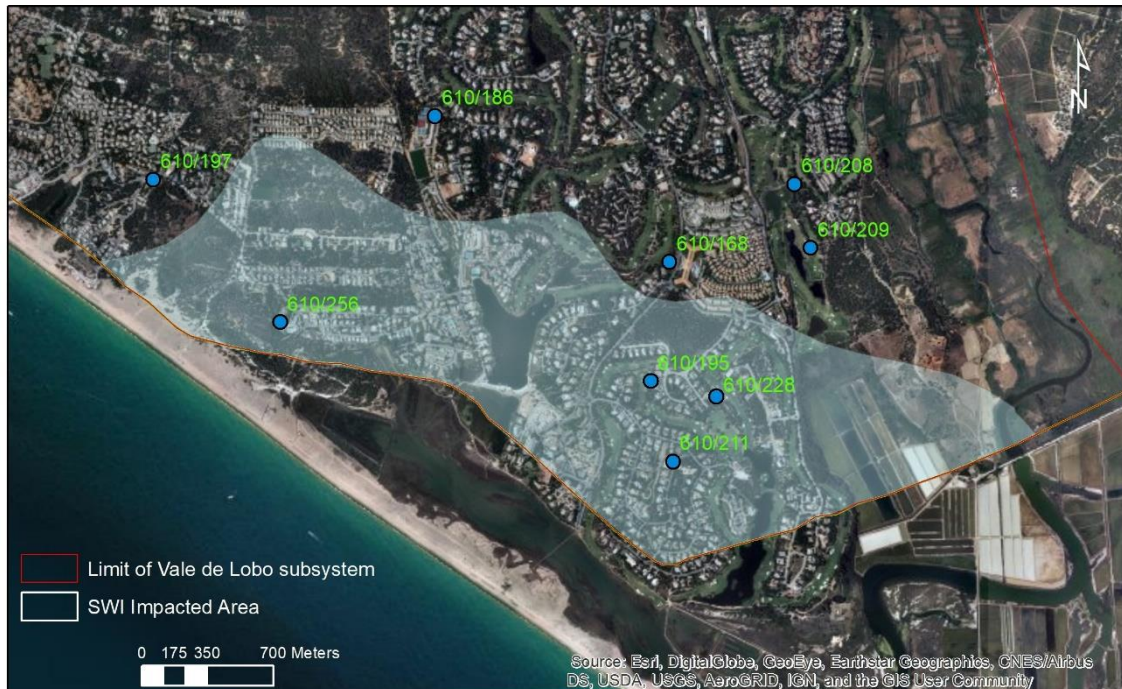 610/186
610/197
610/208
610/209
610/168
610/256
610/195
610/228
610/211
N
Limit of Vale de Lobo subsystem
SWI Impacted Area
0 175 350 700 Meters
Source: Esri, DigitalGlobe, GeoEye, Earthstar Geographics, CNES/Airbus
DS, USDA, USGS, AeroGRID, IGN, and the GIS User Community